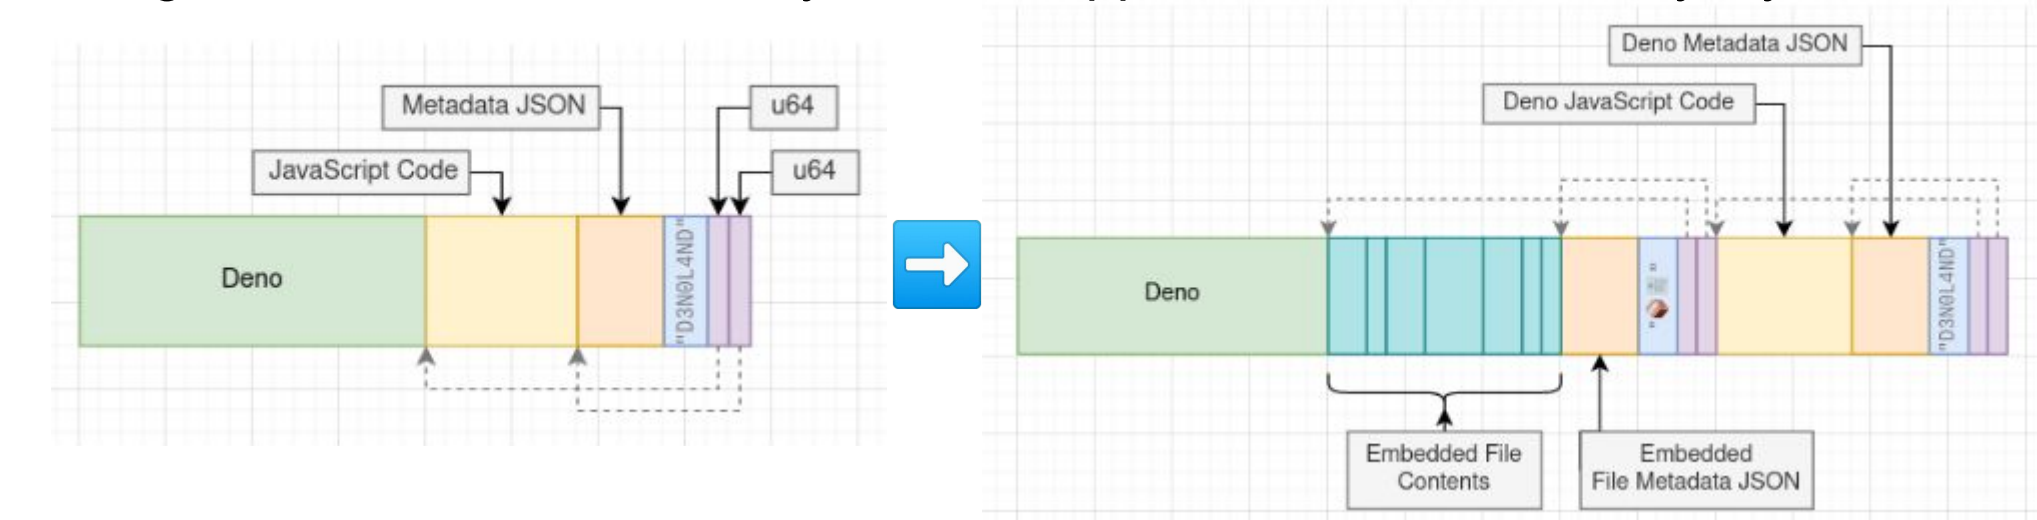 Metadata JSON
u64
JavaScript Code
u64
Deno
"D3N0L4ND"
Deno Metadata JSON
Deno JavaScript Code
Deno
"D3N0L4ND"
Embedded File
Contents
Embedded
File Metadata JSON